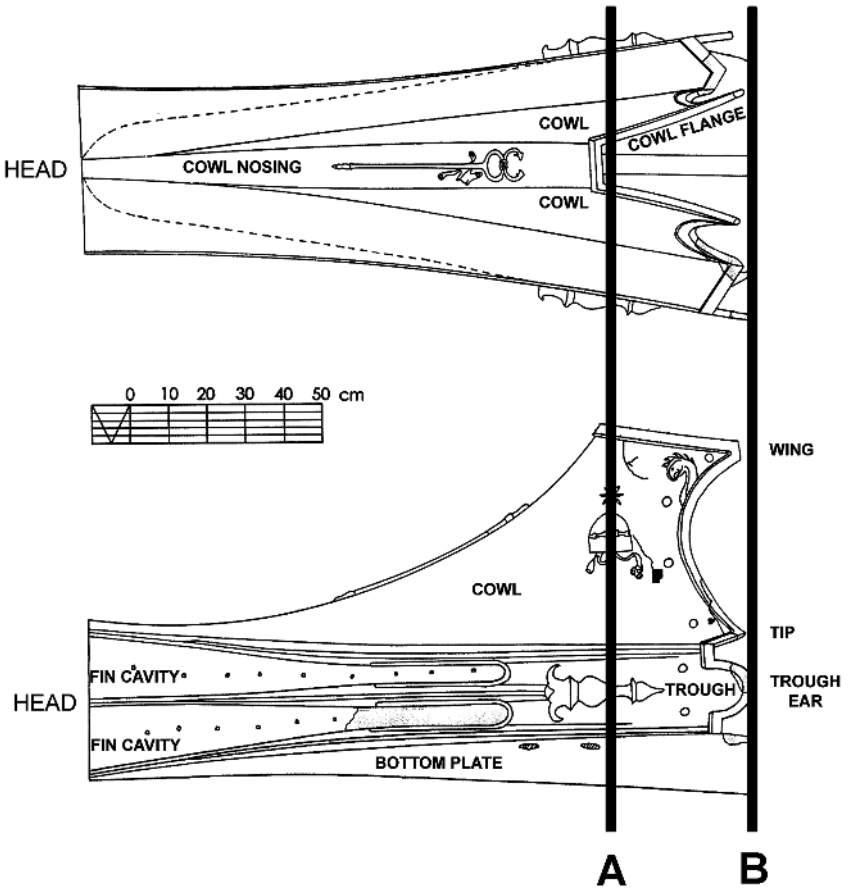 COWL
COWL FLANGE
HEAD
COWL NOSING
COWL
0 10 20 30 40 50 cm
WING
COWL
TIP
FIN CAVITY
TROUGH
TROUGH
EAR
HEAD
FIN CAVITY
BOTTOM PLATE
A B